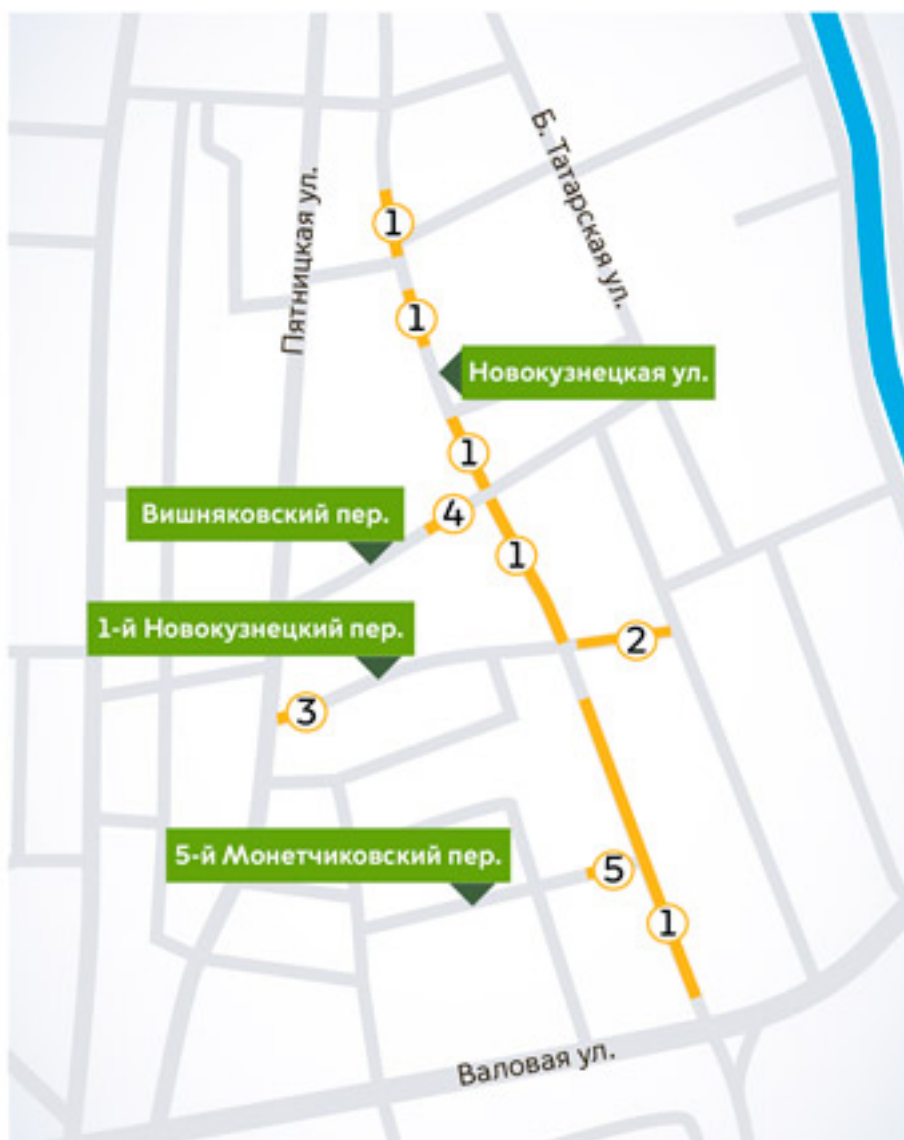 Б. Татарская ул.
Пятницкая ул.
1
1
Новокузнецкая ул.
1
Вишняковский пер.
4
1
1-й Новокузнецкий пер.
2
3
5-й Монетчиковский пер.
5
1
Валовая ул.